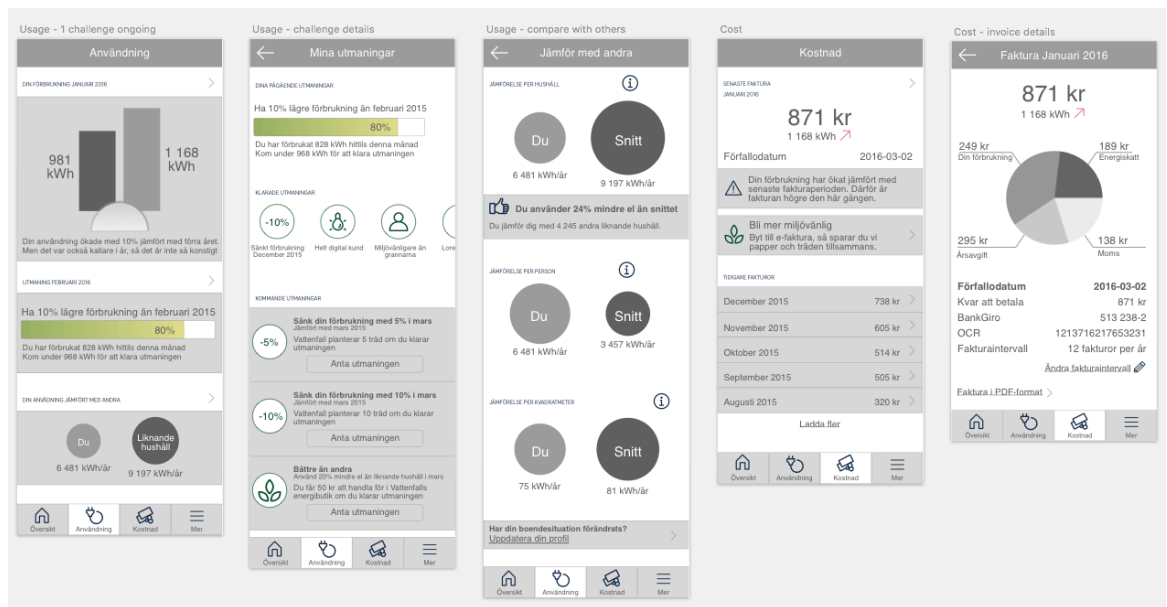 Usage - 1 challenge ongoing
Användning
DIN FÖRBRUKNING JANUARI 2016
981
kWh
1 168
kWh
Din användning ökade med 10% jämfört med förra året.
Men det var också kallare i år, så det är inte så konstigt
UTMANING FEBRUARI 2016
Ha 10% lägre förbrukning än februari 2015
80%
Du har förbrukat 828 kWh hittils denna månad
Kom under 968 kWh för att klara utmaningen
DIN ANVÄDNING JÄMFÖRT MED ANDRA
Du
Liknande
hushåll
6 481 kWh/år
9 197 kWh/år
Översikt
Användning
Kostnad
Mer
Usage - challenge details
Mina utmaningar
DINA PÅGÅENDE UTMANINGAR
Ha 10% lägre förbrukning än februari 2015
80%
Du har förbrukat 828 kWh hittils denna månad
Kom under 968 kWh för att klara utmaningen
KLARADE UTMANINGAR
-10%
Sänkt förbrukning
December 2015
Helt digital kund
Miljövänligare än
grannarna
Lore
KOMMANDE UTMANINGAR
-5%
Sänk din förbrukning med 5% i mars
Jämfört med mars 2015
Vattenfall planterar 5 träd om du klarar
utmaningen
Anta utmaningen
-10%
Sänk din förbrukning med 10% i mars
Jämfört med mars 2015
Vattenfall planterar 10 träd om du klarar
utmaningen
Anta utmaningen
Bättre än andra
Använd 20% mindre el än liknande hushåll i mars
Du får 50 kr att handla för i Vattenfalls
energibutik om du klarar utmaningen
Anta utmaningen
Översikt
Användning
Kostnad
Mer
Usage - compare with others
Jämför med andra
JÄMFÖRELSE PER HUSHÅLL
Du
Snitt
6 481 kWh/år
9 197 kWh/år
Du använder 24% mindre el än snittet
Du jämför dig med 4 245 andra liknande hushåll.
JÄMFÖRELSE PER PERSON
Du
Snitt
6 481 kWh/år
3 457 kWh/år
JÄMFÖRELSE PER KVADRATMETER
Du
Snitt
75 kWh/år
81 kWh/år
Har din boendesituation förändrats?
Uppdatera din profil
Översikt
Användning
Kostnad
Mer
Cost
Kostnad
SENASTE FAKTURA
JANUARI 2016
871 kr
1 168 kWh
Förfallodatum 2016-03-02
Din förbrukning har ökat jämfört med
senaste fakturaperioden. Därför är
fakturan högre den här gången.
Bli mer miljövänlig
Byt till e-faktura, så sparar du vi
papper och träden tillsammans.
TIDIGARE FAKTUROR
December 2015 738 kr
November 2015 605 kr
Oktober 2015 514 kr
September 2015 505 kr
Augusti 2015 320 kr
Ladda fler
Översikt
Användning
Kostnad
Mer
Cost - invoice details
Faktura Januari 2016
871 kr
1 168 kWh
249 kr
Din förbrukning
189 kr
Energiskatt
295 kr
Årsavgift
138 kr
Moms
Förfallodatum 2016-03-02
Kvar att betala 871 kr
BankGiro 513 238-2
OCR 1213716217653231
Fakturaintervall 12 fakturor per år
Ändra fakturaintervall
Faktura i PDF-format
Översikt
Användning
Kostnad
Mer